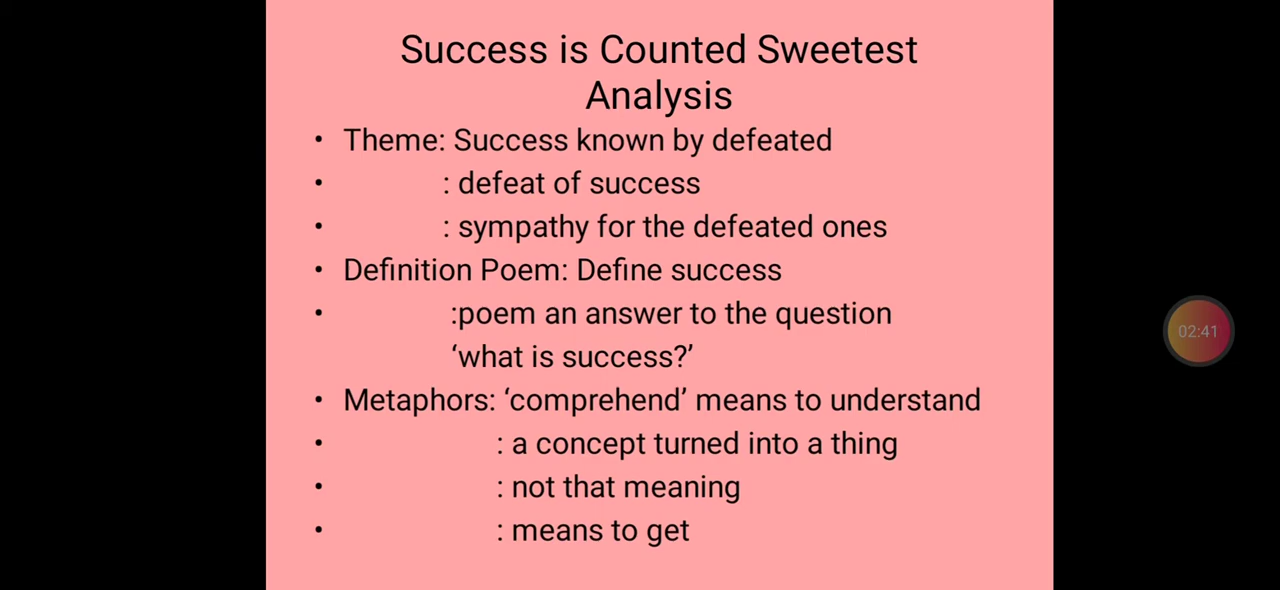 Success is Counted Sweetest
Analysis
• Theme: Success known by defeated
• : defeat of success
• : sympathy for the defeated ones
• Definition Poem: Define success
• :poem an answer to the question
‘what is success?’
• Metaphors: ‘comprehend’ means to understand
• : a concept turned into a thing
• : not that meaning
• : means to get
02:41